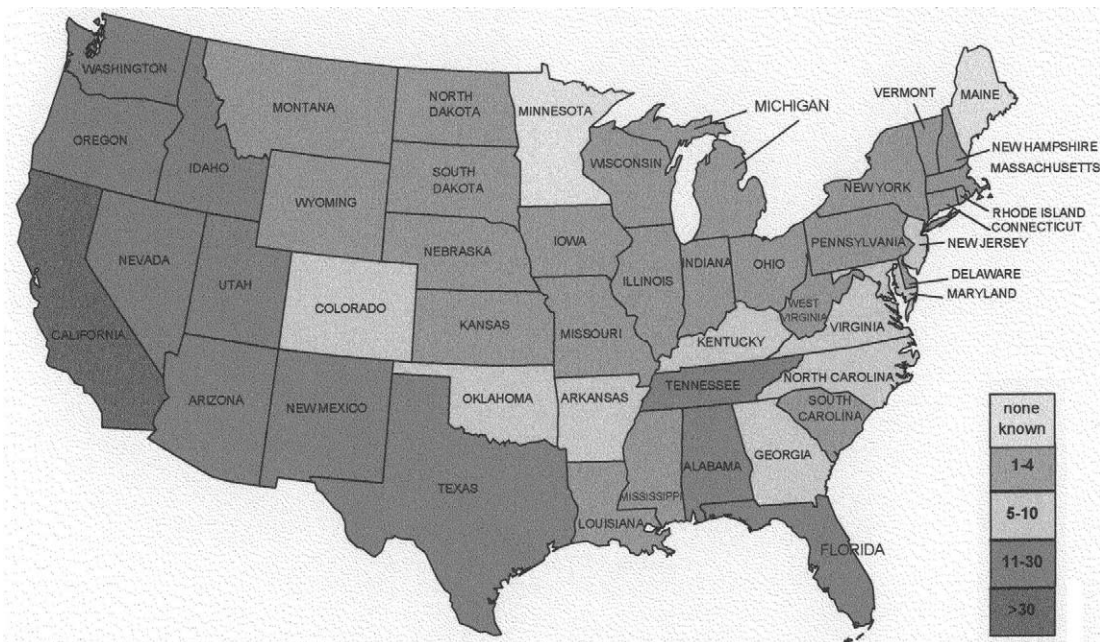 WASHINGTON
MONTANA
NORTH
DAKOTA
MINNESOTA
MICHIGAN
VERMONT
MAINE
OREGON
IDAHO
SOUTH
DAKOTA
WISCONSIN
NEW HAMPSHIRE
MASSACHUSETTS
WYOMING
NEW YORK
RHODE ISLAND
CONNECTICUT
NEVADA
UTAH
NEBRASKA
IOWA
PENNSYLVANIA
NEW JERSEY
ILLINOIS
INDIANA
OHIO
DELAWARE
MARYLAND
COLORADO
KANSAS
MISSOURI
WEST
VIRGINIA
VIRGINIA
CALIFORNIA
KENTUCKY
ARIZONA
NEW MEXICO
OKLAHOMA
ARKANSAS
TENNESSEE
NORTH CAROLINA
SOUTH
CAROLINA
TEXAS
MISSISSIPPI
ALABAMA
GEORGIA
LOUISIANA
FLORIDA
none
known
1-4
5-10
11-30
>30